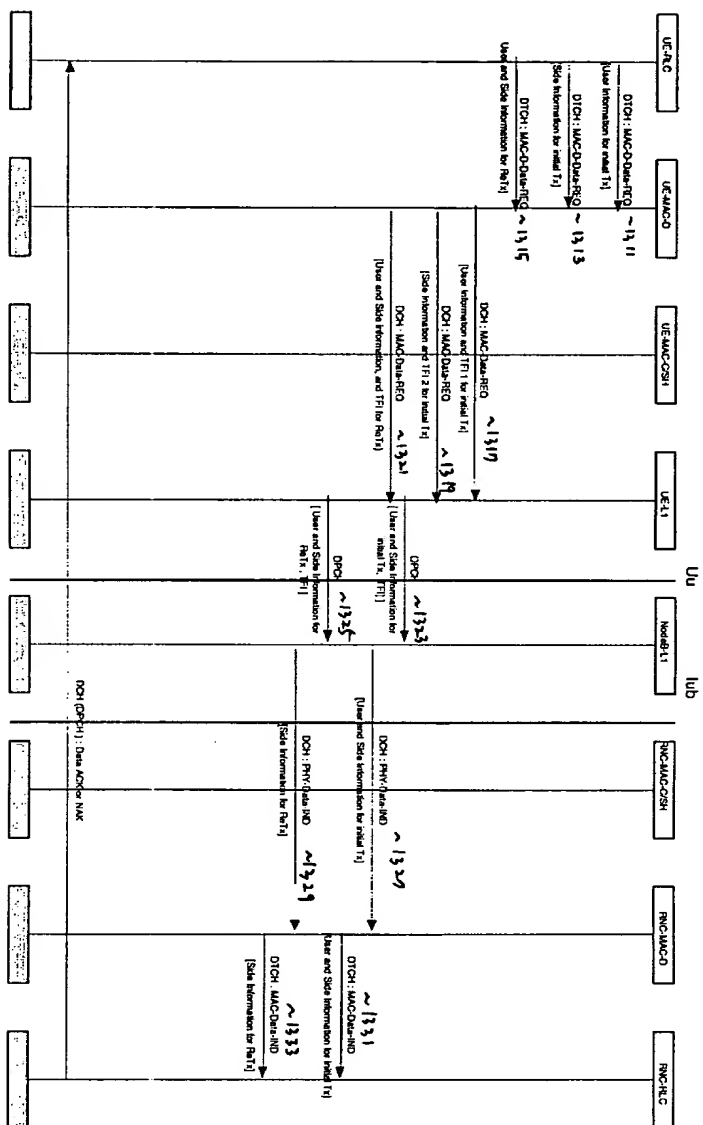 UE-RLC
UE-MAC-D
UE-MAC-C/SH
UE-L1
Uu
NodeB-L1
Iub
RNC-MAC-C/SH
RNC-MAC-D
RNC-RLC
DTCH : MAC-D-Data-REQ ~1311
[User Information for initial Tx]
DTCH : MAC-D-Data-REQ ~1313
[Side Information for initial Tx]
DTCH : MAC-D-Data-REQ ~1315
User and Side Information for ReTx]
DCH : MAC-Data-REQ ~1317
[User Information and TFI 1 for initial Tx]
DCH : MAC-Data-REQ ~1319
[Side Information and TFI 2 for initial Tx]
DCH : MAC-Data-REQ ~1321
[User and Side Information, and TFI for ReTx]
DPCH ~1323
[User and Side Information for
initial Tx, TFI]
DPCH ~1325
[User and Side Information for
ReTx , TFI]
DCH : PHY-Data-IND ~1327
[User and Side Information for initial Tx]
DCH : PHY-Data-IND ~1329
[Side Information for ReTx]
DTCH : MAC-Data-IND ~1331
[User and Side Information for initial Tx]
DTCH : MAC-Data-IND ~1333
[Side Information for ReTx]
DCH (DPCH) : Data ACK or NAK